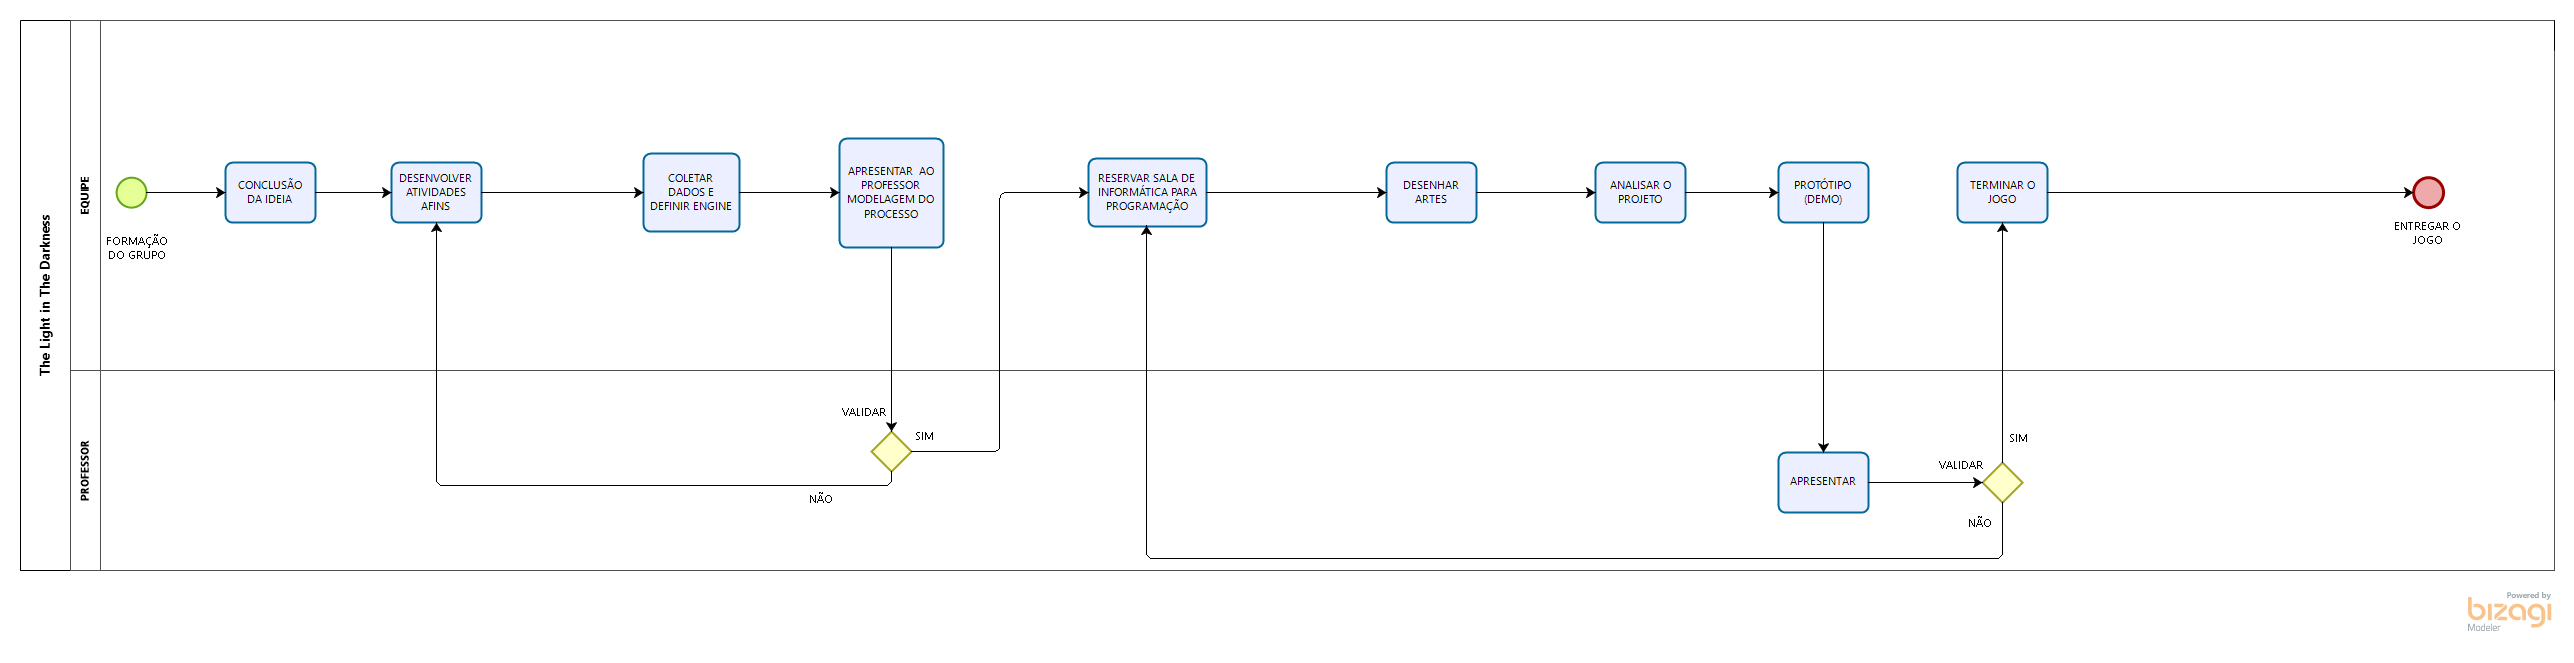 The Light in The Darkness
EQUIPE
FORMAÇÃO
DO GRUPO
CONCLUSÃO
DA IDEIA
DESENVOLVER
ATIVIDADES
AFINS
COLETAR
DADOS E
DEFINIR ENGINE
APRESENTAR AO
PROFESSOR
MODELAGEM DO
PROCESSO
RESERVAR SALA DE
INFORMÁTICA PARA
PROGRAMAÇÃO
DESENHAR
ARTES
ANALISAR O
PROJETO
PROTÓTIPO
(DEMO)
TERMINAR O
JOGO
ENTREGAR O
JOGO
PROFESSOR
VALIDAR
SIM
NÃO
APRESENTAR
VALIDAR
SIM
NÃO
Powered by
bizagi
Modeler